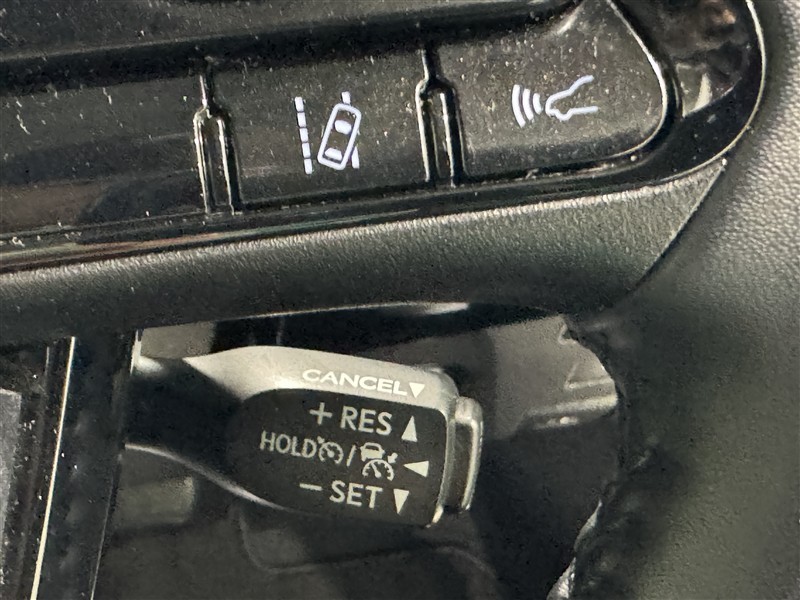 CANCEL▼
+ RES ▲
HOLD / ◄
− SET ▼